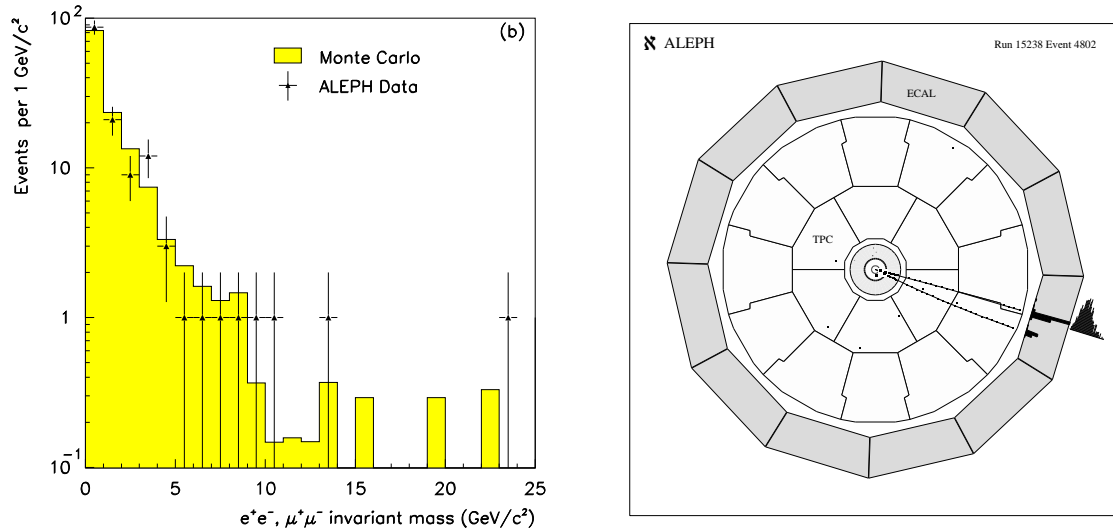 (b)
Monte Carlo
ALEPH Data
Events per 1 GeV/c²
10²
10
1
10⁻¹
0 5 10 15 20 25
e⁺e⁻, μ⁺μ⁻ invariant mass (GeV/c²)
ℵ ALEPH Run 15238 Event 4802
ECAL
TPC